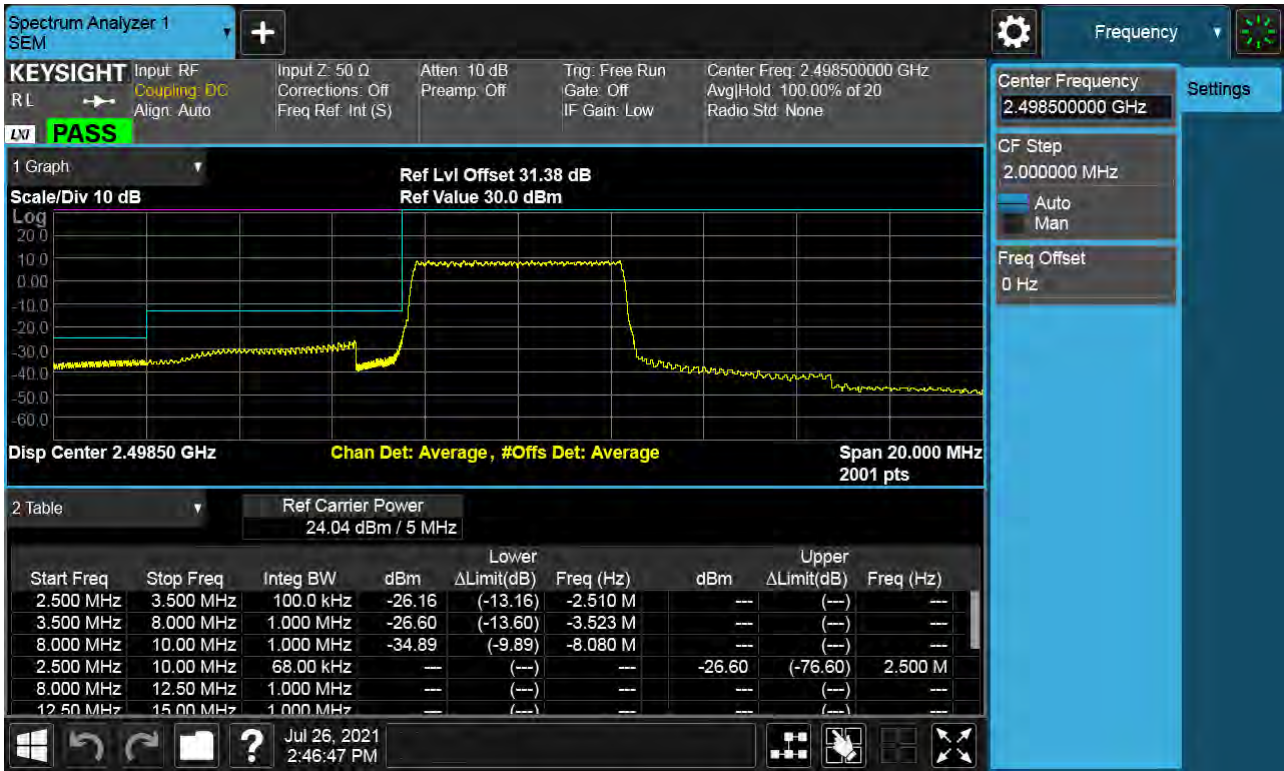 Spectrum Analyzer 1
SEM
Frequency
KEYSIGHT
RL
LXI
PASS
Input: RF
Coupling: DC
Align: Auto
Input Z: 50 Ω
Corrections: Off
Freq Ref: Int (S)
Atten: 10 dB
Preamp: Off
Trig: Free Run
Gate: Off
IF Gain: Low
Center Freq: 2.498500000 GHz
Avg|Hold: 100.00% of 20
Radio Std: None
Center Frequency
2.498500000 GHz
Settings
CF Step
2.000000 MHz
Auto
Man
Freq Offset
0 Hz
1 Graph
Scale/Div 10 dB
Ref Lvl Offset 31.38 dB
Ref Value 30.0 dBm
Log
20.0
10.0
0.00
-10.0
-20.0
-30.0
-40.0
-50.0
-60.0
Disp Center 2.49850 GHz
Chan Det: Average, #Offs Det: Average
Span 20.000 MHz
2001 pts
2 Table
Ref Carrier Power
24.04 dBm / 5 MHz
Lower Upper
Start Freq Stop Freq Integ BW dBm ΔLimit(dB) Freq (Hz) dBm ΔLimit(dB) Freq (Hz)
2.500 MHz 3.500 MHz 100.0 kHz -26.16 (-13.16) -2.510 M --- (---) ---
3.500 MHz 8.000 MHz 1.000 MHz -26.60 (-13.60) -3.523 M --- (---) ---
8.000 MHz 10.00 MHz 1.000 MHz -34.89 (-9.89) -8.080 M --- (---) ---
2.500 MHz 10.00 MHz 68.00 kHz --- (---) --- -26.60 (-76.60) 2.500 M
8.000 MHz 12.50 MHz 1.000 MHz --- (---) --- --- (---) ---
12.50 MHz 15.00 MHz 1.000 MHz --- (---) --- --- (---) ---
?
Jul 26, 2021
2:46:47 PM